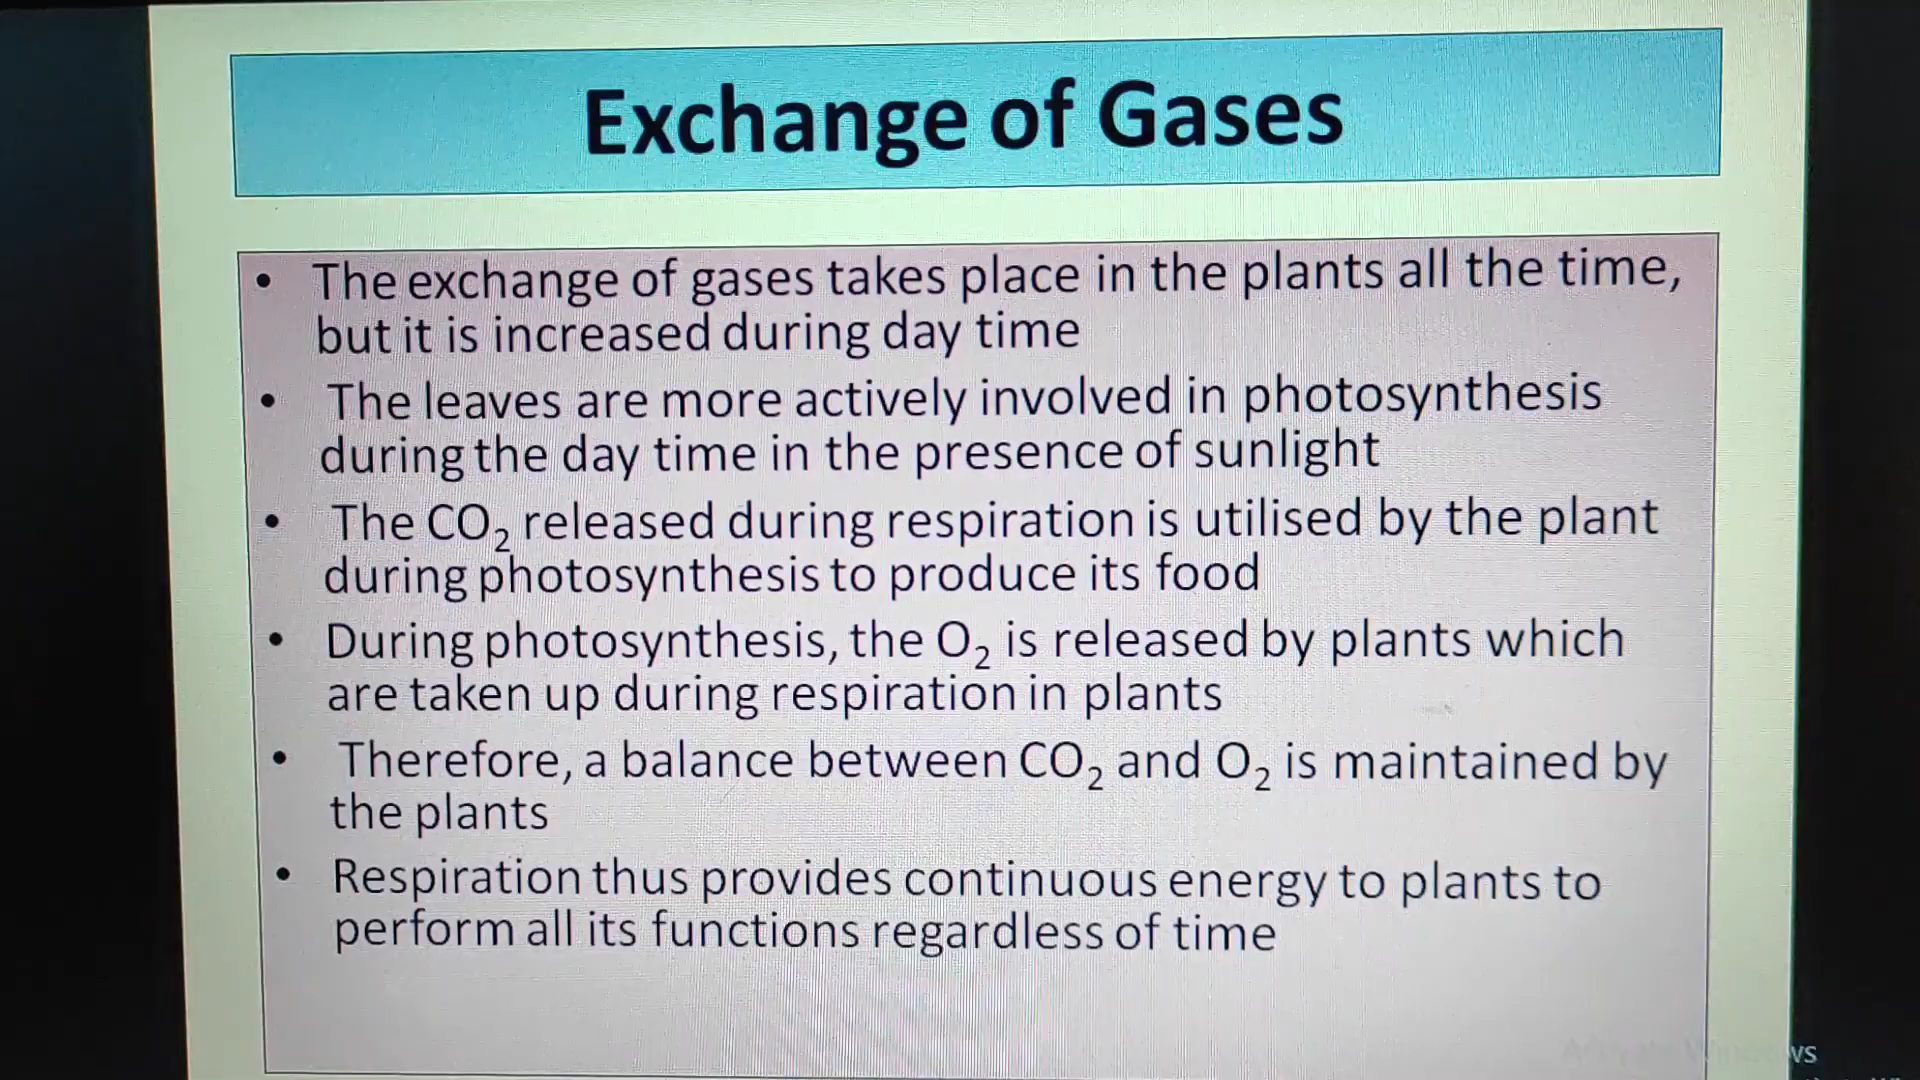 Exchange of Gases
• The exchange of gases takes place in the plants all the time,
but it is increased during day time
• The leaves are more actively involved in photosynthesis
during the day time in the presence of sunlight
• The CO₂ released during respiration is utilised by the plant
during photosynthesis to produce its food
• During photosynthesis, the O₂ is released by plants which
are taken up during respiration in plants
• Therefore, a balance between CO₂ and O₂ is maintained by
the plants
• Respiration thus provides continuous energy to plants to
perform all its functions regardless of time
Activate Windows